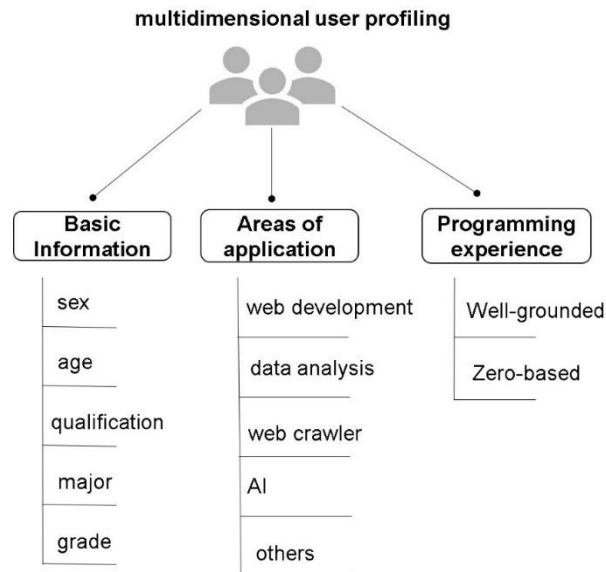 multidimensional user profiling
Basic
Information
sex
age
qualification
major
grade
Areas of
application
web development
data analysis
web crawler
AI
others
Programming
experience
Well-grounded
Zero-based